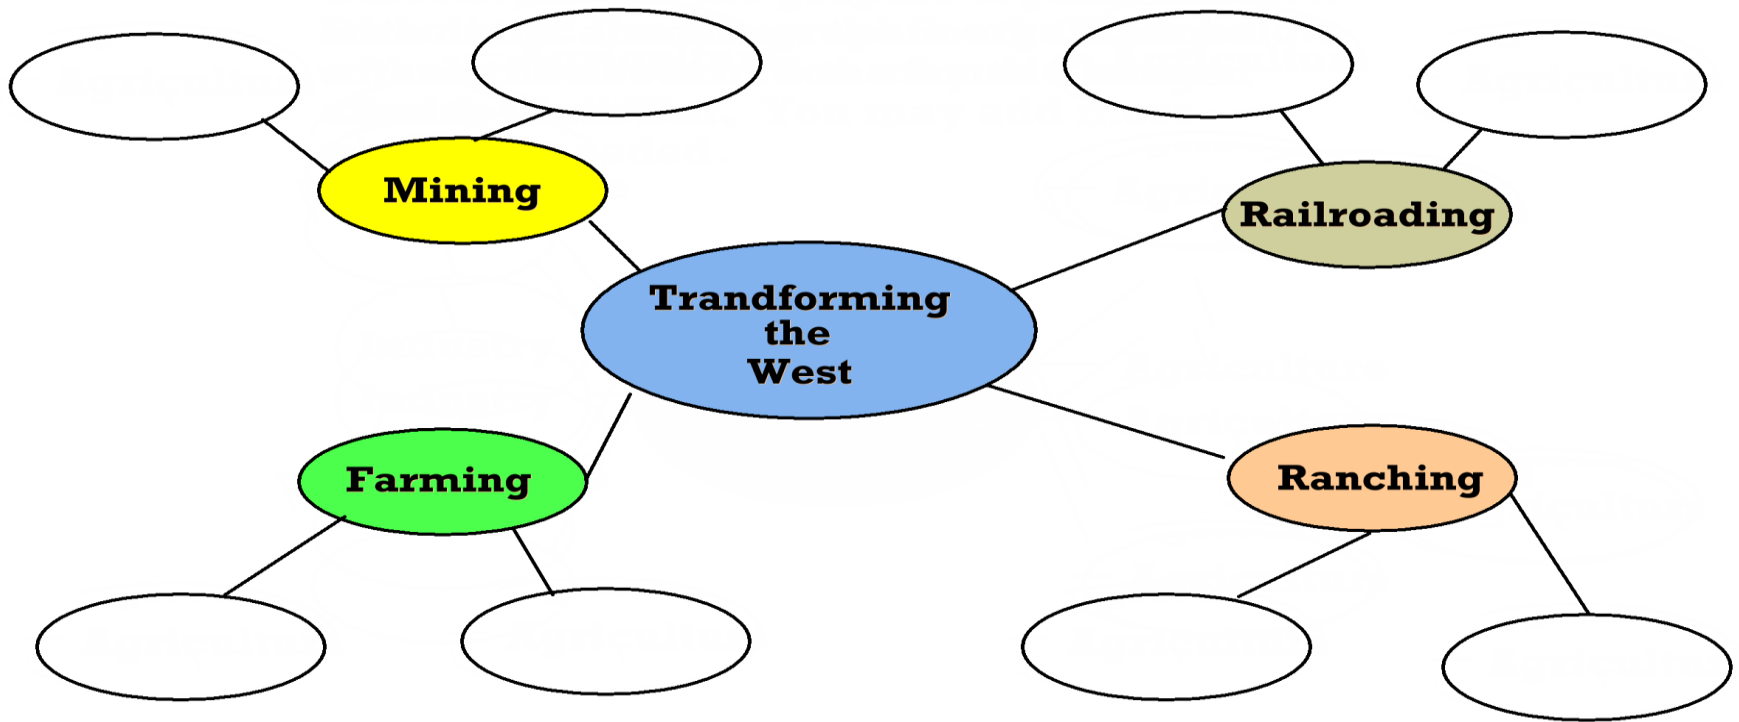 Mining
Railroading
Trandforming
the
West
Farming
Ranching